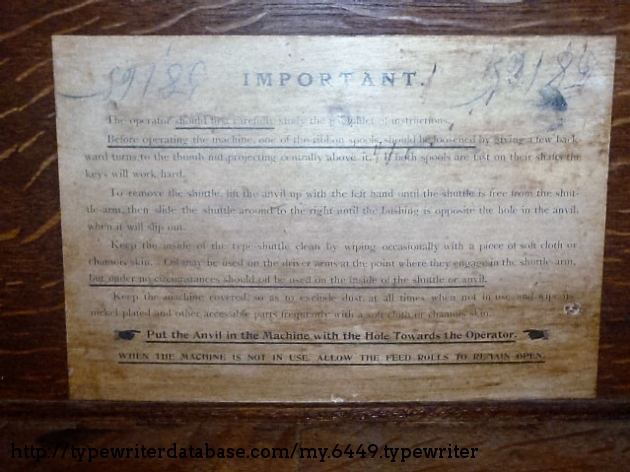 59186
IMPORTANT.
The operator should first carefully study the pamphlet of instructions.
Before operating the machine, one of the ribbon spools, should be loosened by giving a few back-
ward turns to the thumb nut projecting centrally above it. If both spools are fast on their shafts the
keys will work hard.
To remove the shuttle, lift the anvil up with the left hand until the shuttle is free from the shut-
tle-arm, then slide the shuttle around to the right until the bushing is opposite the hole in the anvil
when it will slip out.
Keep the inside of the type-shuttle clean by wiping occasionally with a piece of soft cloth or
chamois skin. Oil may be used on the driver arms at the point where they engage in the shuttle-arm,
but under no circumstances should oil be used on the inside of the shuttle or anvil.
Keep the machine covered, so as to exclude dust, at all times when not in use and wipe its
nickel plated and other accessible parts frequently with a soft cloth or chamois skin.
Put the Anvil in the Machine with the Hole Towards the Operator.
WHEN THE MACHINE IS NOT IN USE, ALLOW THE FEED ROLLS TO REMAIN OPEN.
http://typewriterdatabase.com/my.6449.typewriter